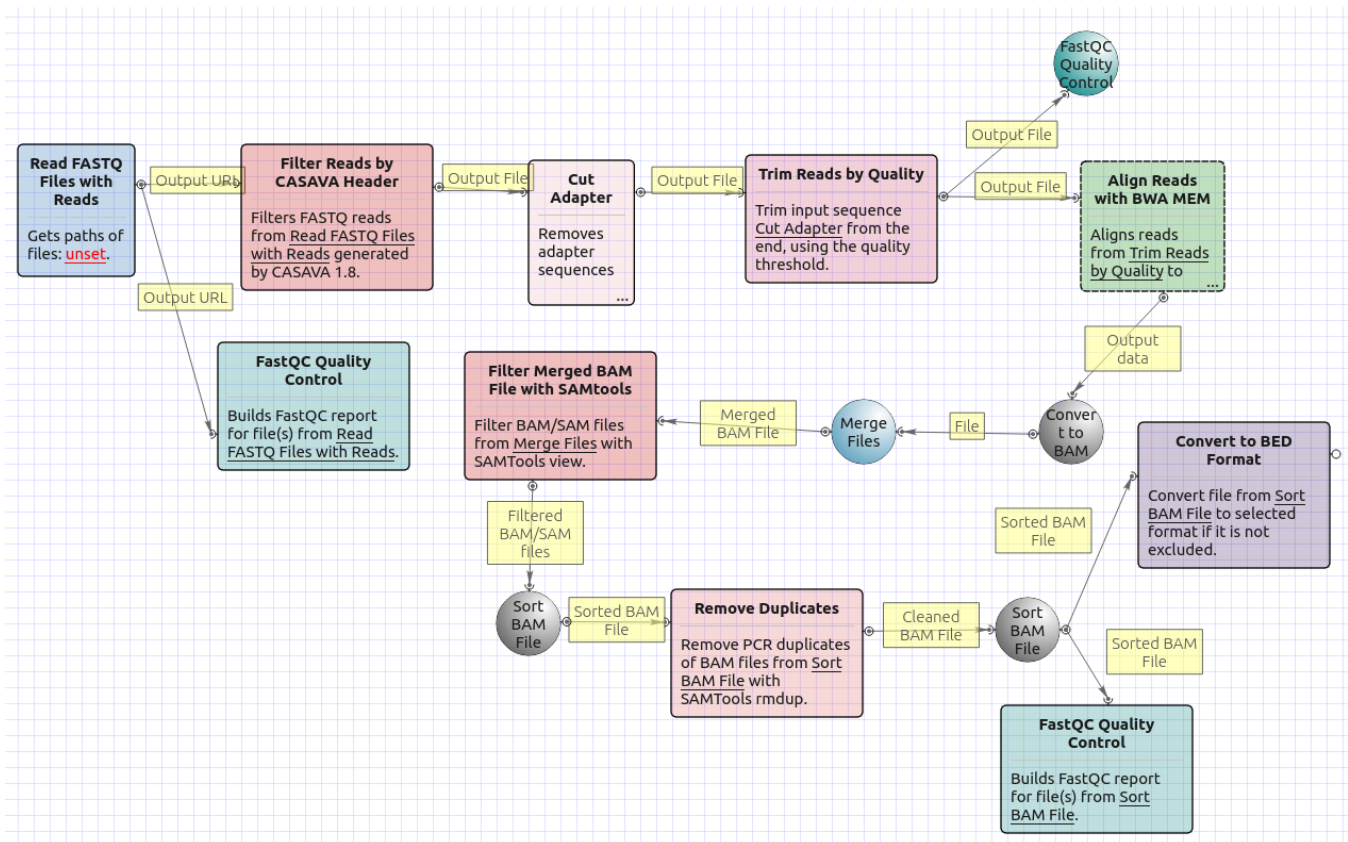 FastQC
Quality
Control
Output File
Read FASTQ
Files with
Reads
Gets paths of
files: unset.
Output URL
Filter Reads by
CASAVA Header
Filters FASTQ reads
from Read FASTQ Files
with Reads generated
by CASAVA 1.8.
Output File
Cut
Adapter
Removes
adapter
sequences
...
Output File
Trim Reads by Quality
Trim input sequence
Cut Adapter from the
end, using the quality
threshold.
Output File
Align Reads
with BWA MEM
Aligns reads
from Trim Reads
by Quality to
...
Output URL
FastQC Quality
Control
Builds FastQC report
for file(s) from Read
FASTQ Files with Reads.
Filter Merged BAM
File with SAMtools
Filter BAM/SAM files
from Merge Files with
SAMTools view.
Merged
BAM File
Merge
Files
File
Conver
t to
BAM
Output
data
Convert to BED
Format
Convert file from Sort
BAM File to selected
format if it is not
excluded.
Filtered
BAM/SAM
files
Sorted BAM
File
Sort
BAM
File
Sorted BAM
File
Remove Duplicates
Remove PCR duplicates
of BAM files from Sort
BAM File with
SAMTools rmdup.
Cleaned
BAM File
Sort
BAM
File
Sorted BAM
File
FastQC Quality
Control
Builds FastQC report
for file(s) from Sort
BAM File.